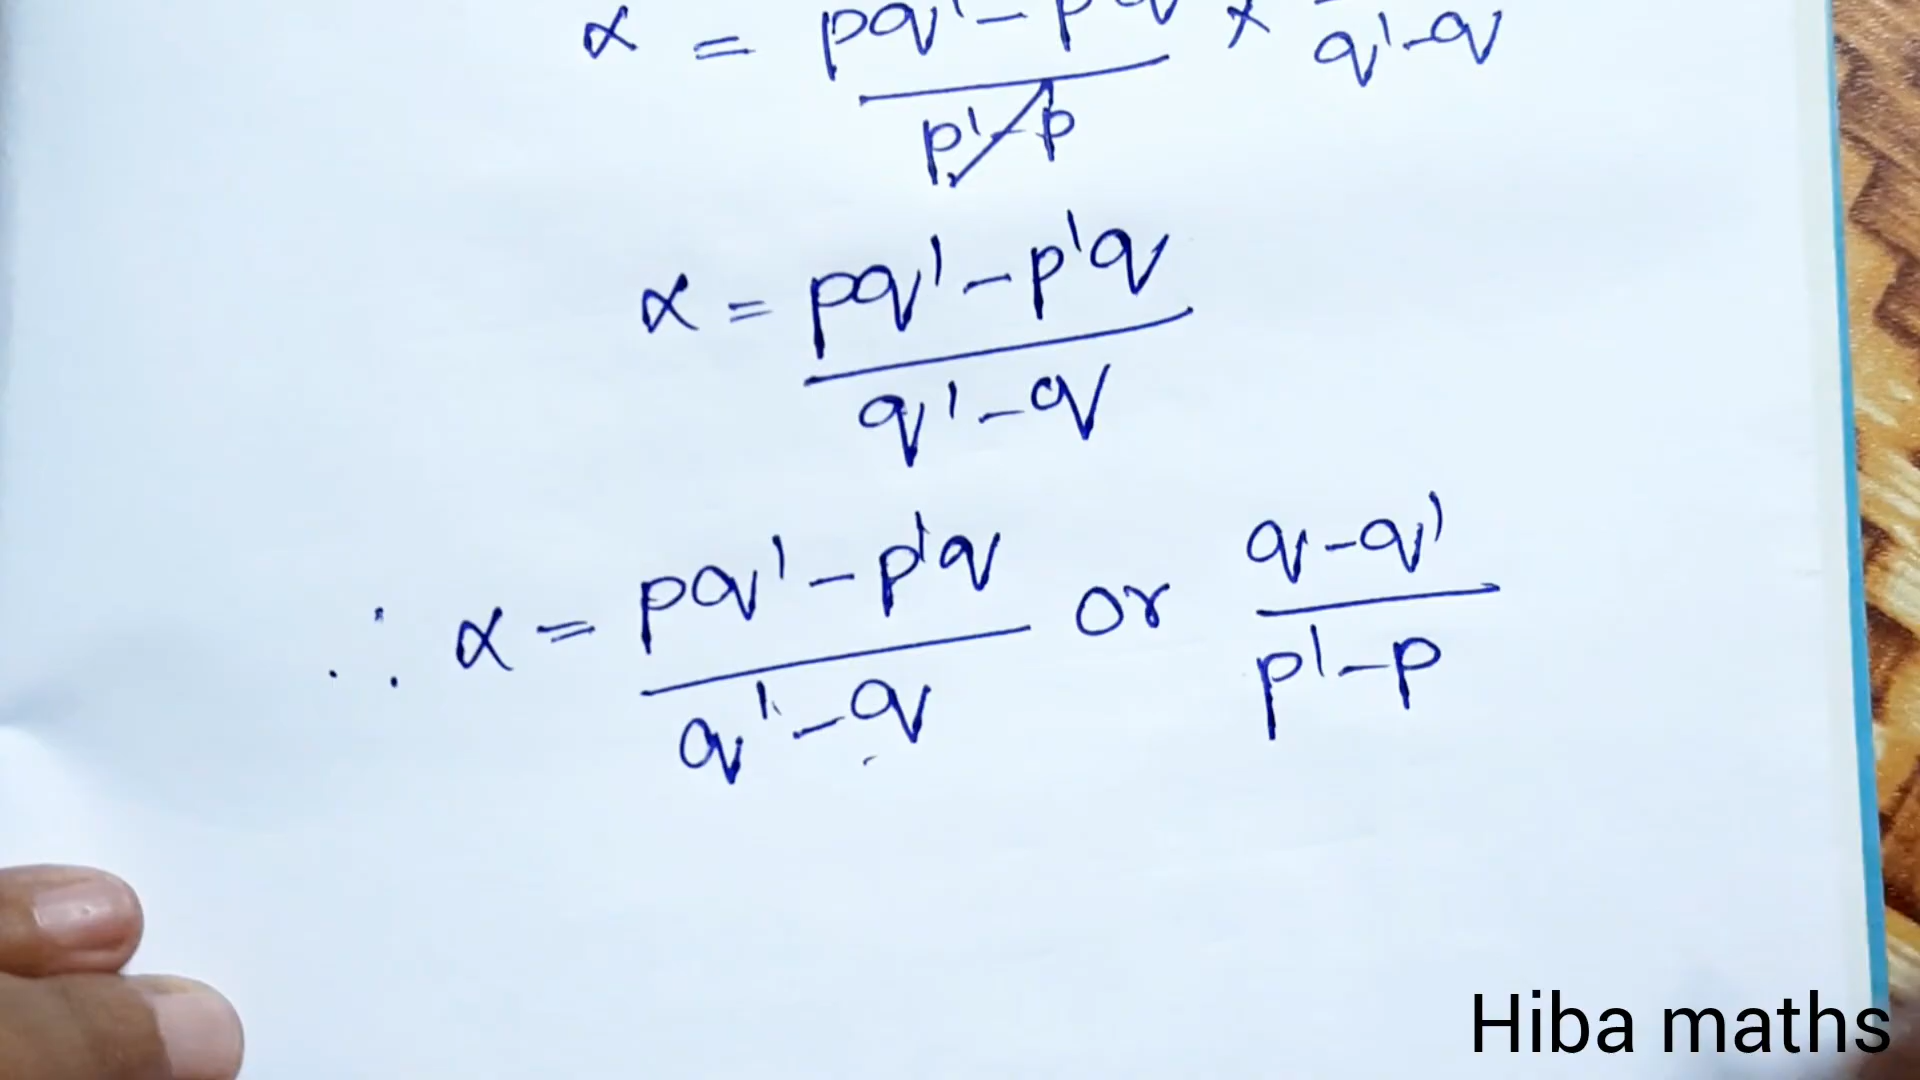 α = pq' - p'q × q' - q
p' - p
α = pq' - p'q
q' - q
∴ α = pq' - p'q or q - q'
q' - q p' - p
Hiba maths